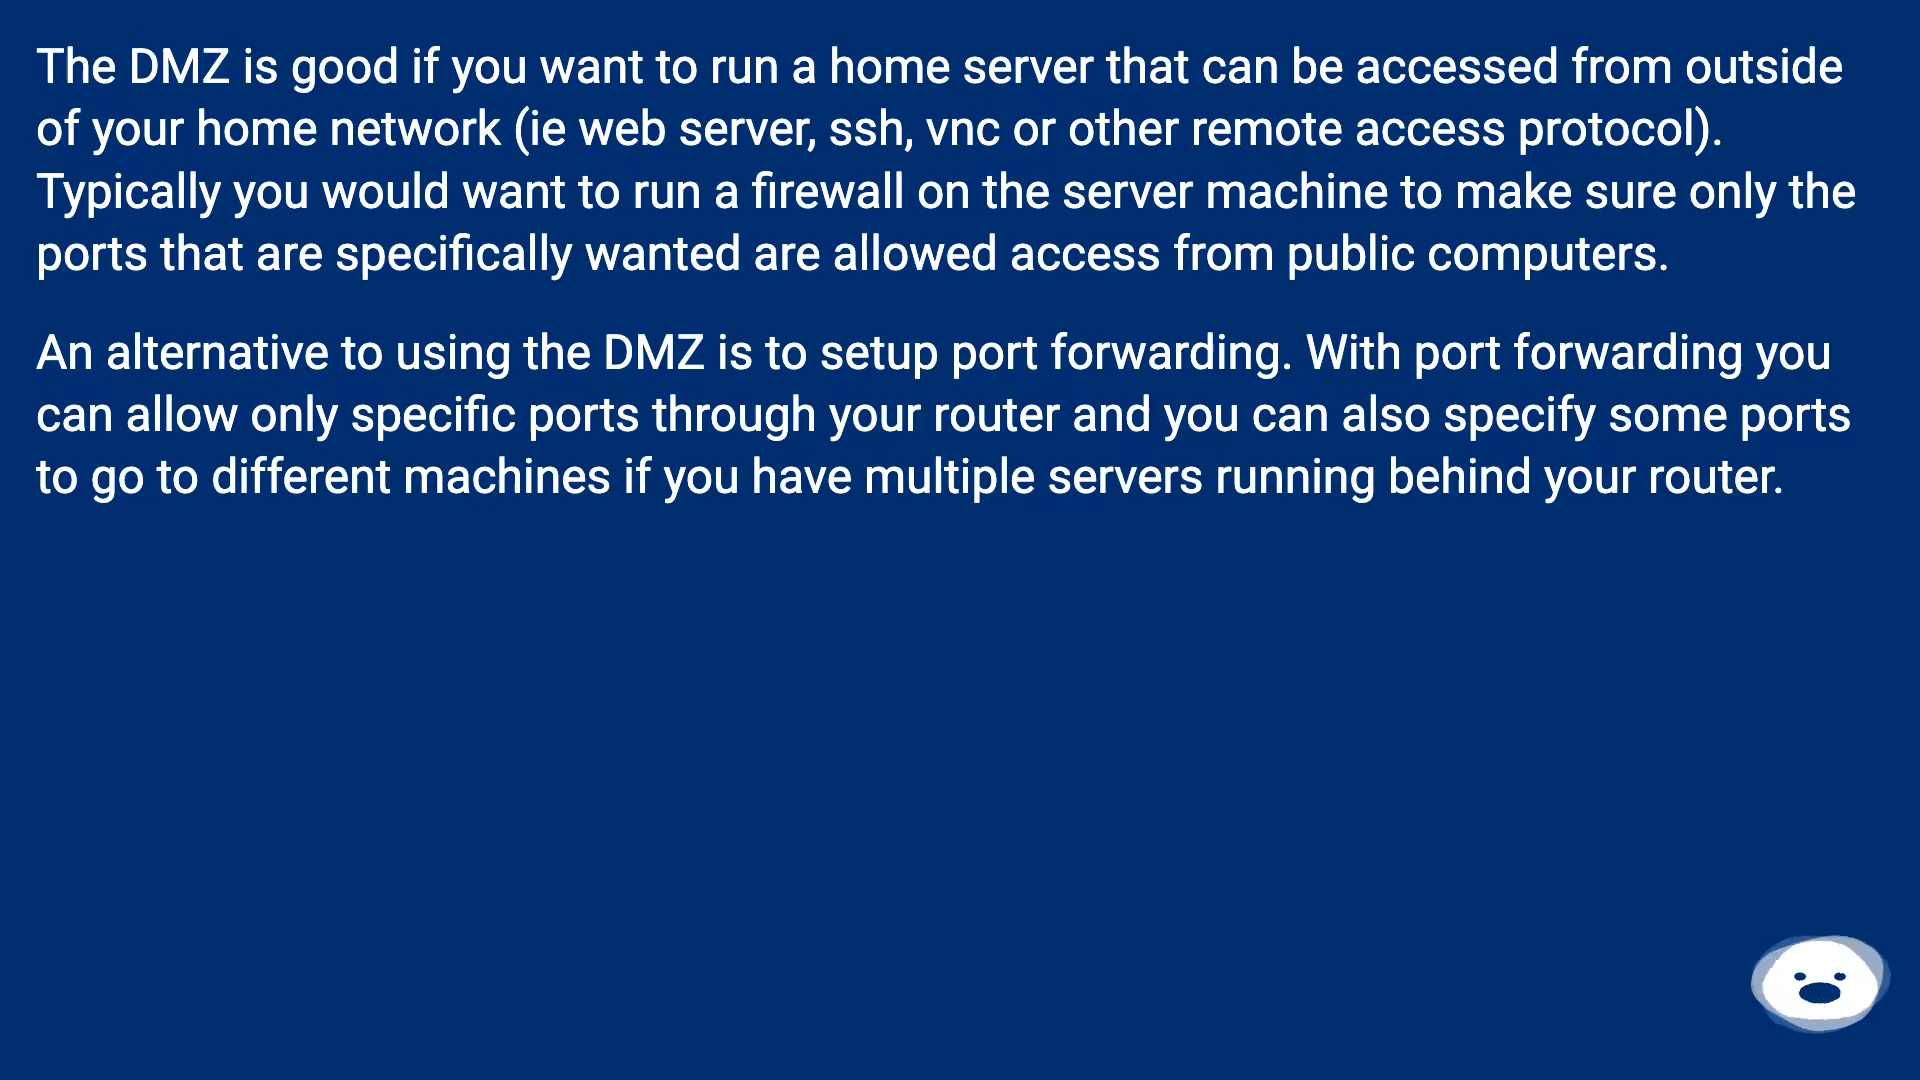 The DMZ is good if you want to run a home server that can be accessed from outside
of your home network (ie web server, ssh, vnc or other remote access protocol).
Typically you would want to run a firewall on the server machine to make sure only the
ports that are specifically wanted are allowed access from public computers.
An alternative to using the DMZ is to setup port forwarding. With port forwarding you
can allow only specific ports through your router and you can also specify some ports
to go to different machines if you have multiple servers running behind your router.